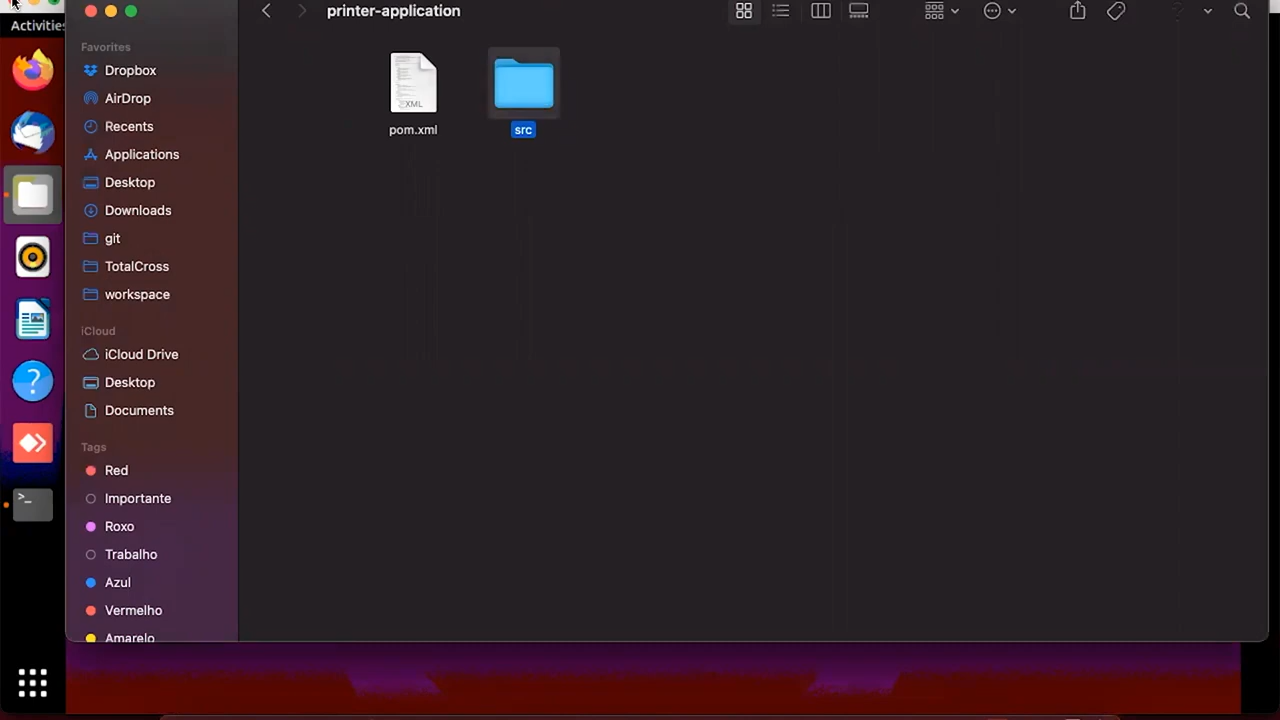 Activities
printer-application
Favorites
Dropbox
AirDrop
Recents
Applications
Desktop
Downloads
git
TotalCross
workspace
iCloud
iCloud Drive
Desktop
Documents
Tags
Red
Importante
Roxo
Trabalho
Azul
Vermelho
Amarelo
XML
pom.xml
src